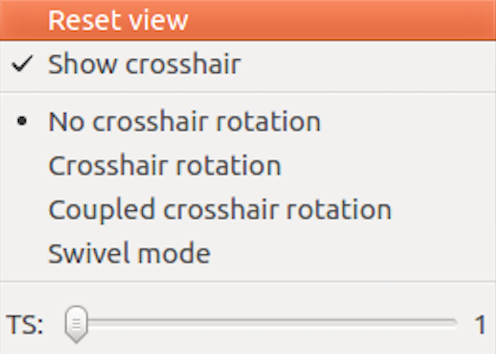 Reset view
Show crosshair
No crosshair rotation
Crosshair rotation
Coupled crosshair rotation
Swivel mode
TS: 1